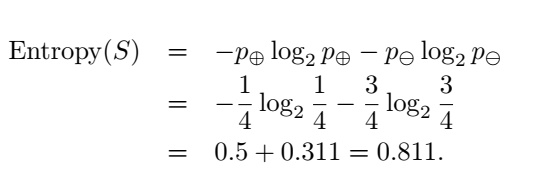 Entropy(S) = −p⊕ log₂ p⊕ − p⊖ log₂ p⊖
= −1/4 log₂ 1/4 − 3/4 log₂ 3/4
= 0.5 + 0.311 = 0.811.